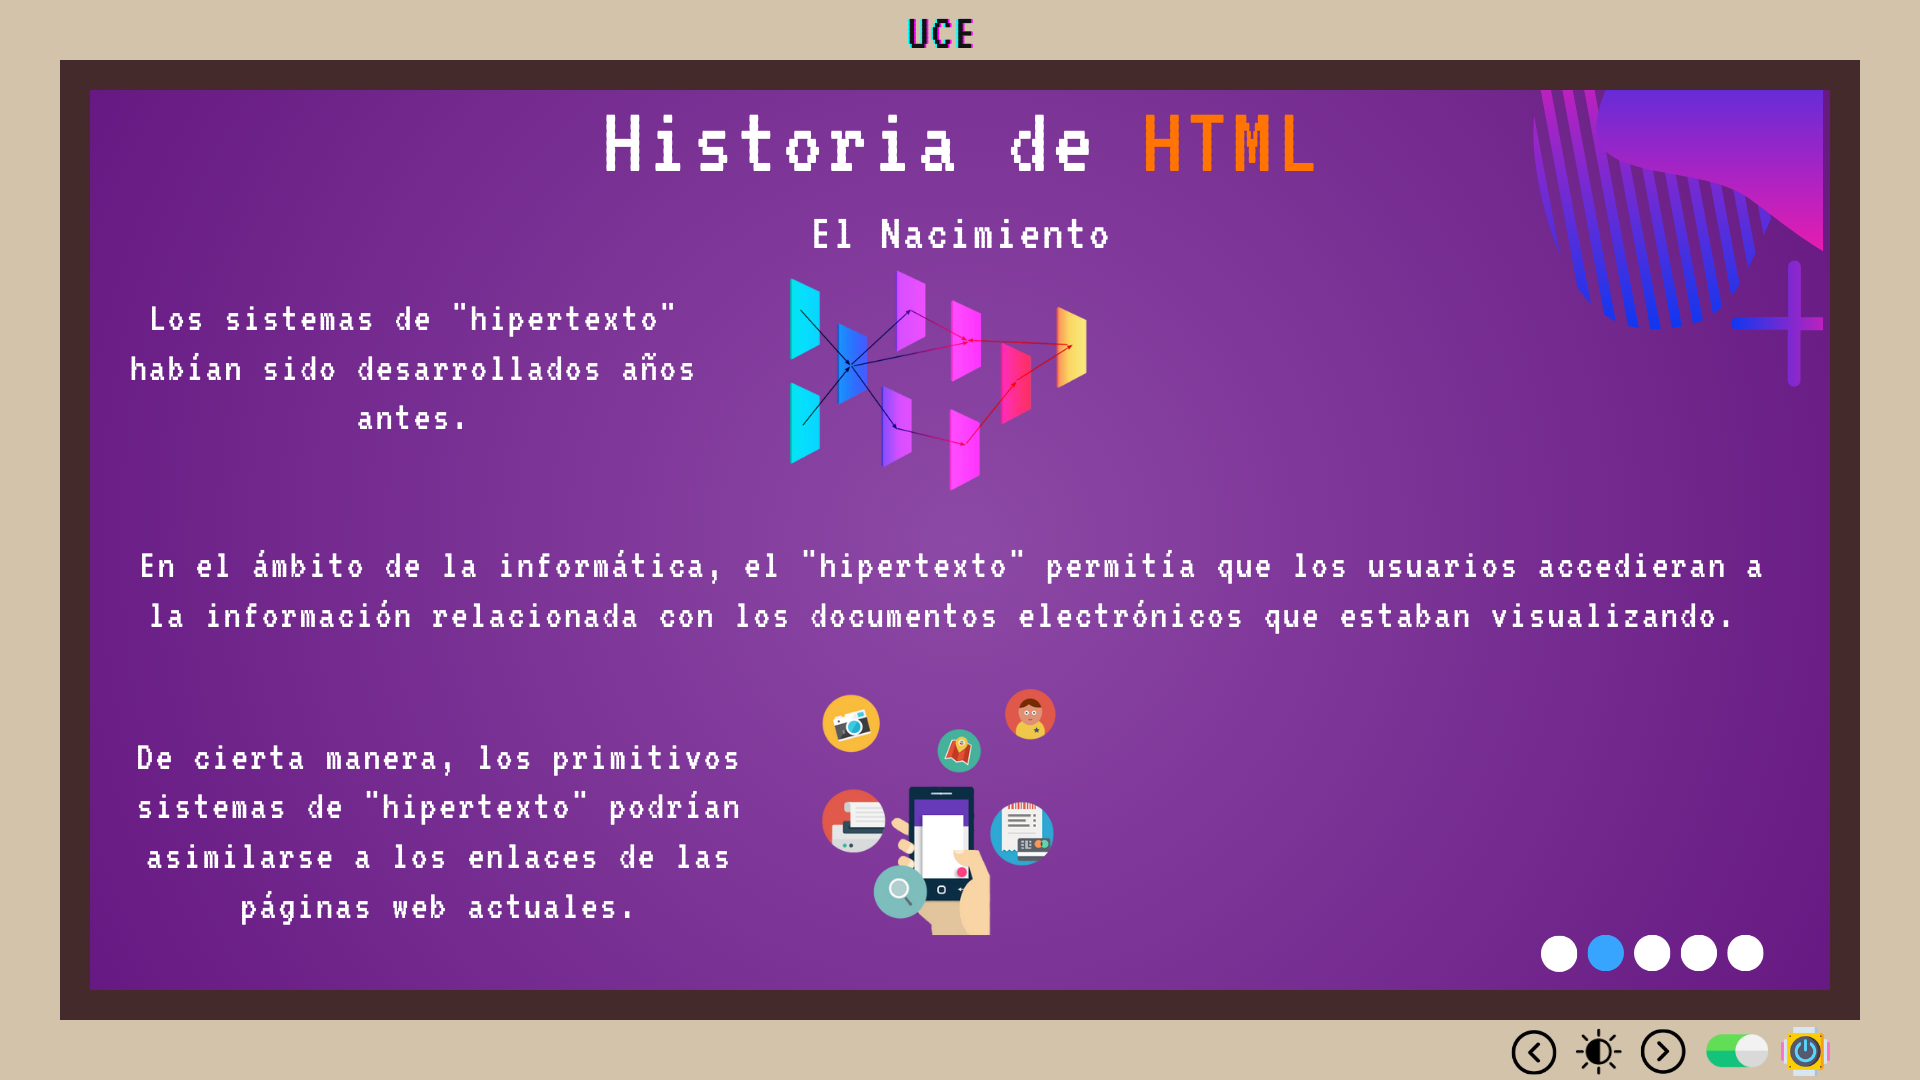 UCE
Historia de HTML
El Nacimiento
Los sistemas de "hipertexto"
habían sido desarrollados años
antes.
En el ámbito de la informática, el "hipertexto" permitía que los usuarios accedieran a
la información relacionada con los documentos electrónicos que estaban visualizando.
De cierta manera, los primitivos
sistemas de "hipertexto" podrían
asimilarse a los enlaces de las
páginas web actuales.